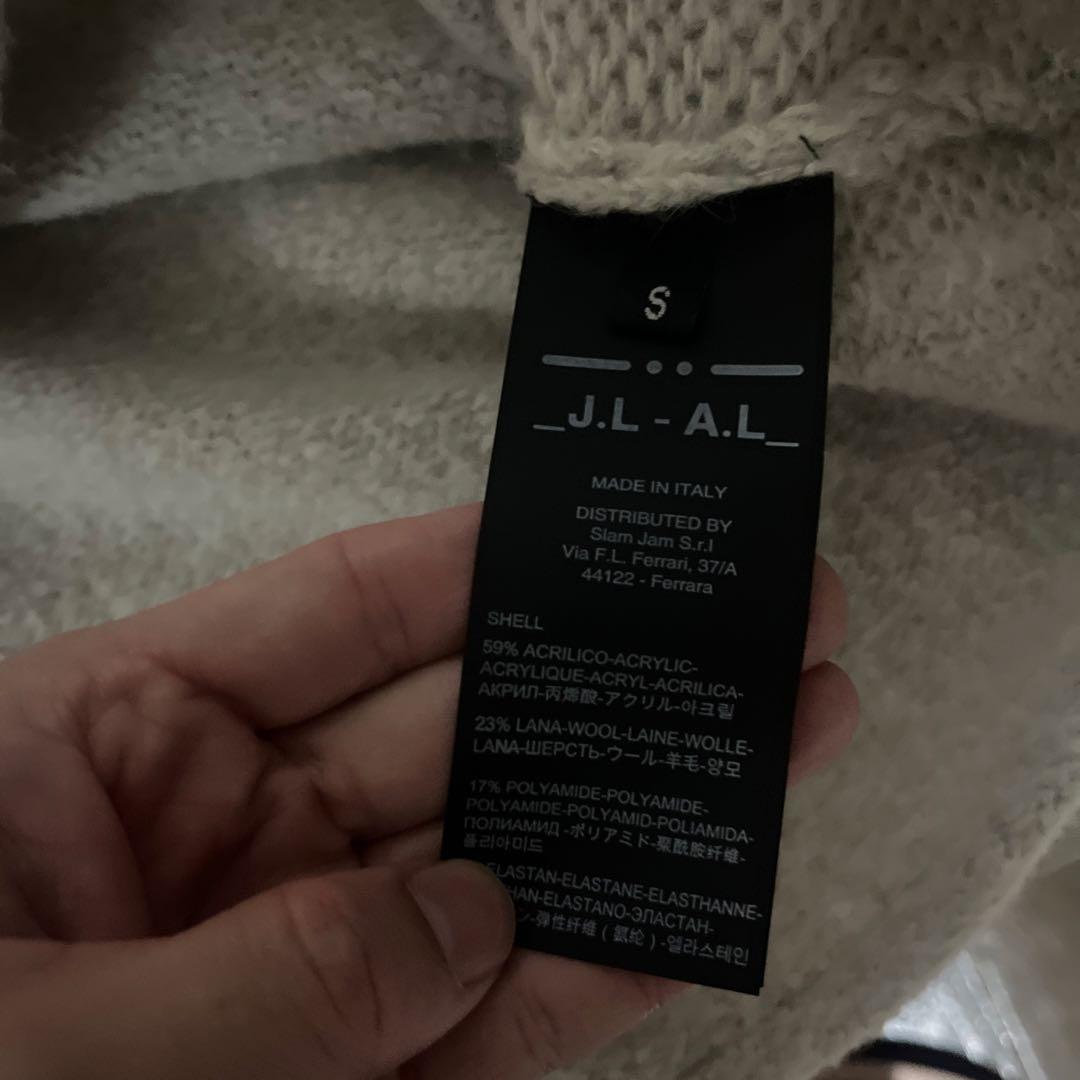 S
_J.L - A.L_
MADE IN ITALY
DISTRIBUTED BY
Slam Jam S.r.l
Via F.L. Ferrari, 37/A
44122 - Ferrara
SHELL
59% ACRILICO-ACRYLIC-
ACRYLIQUE-ACRYL-ACRILICA-
АКРИЛ-丙烯酸-アクリル-아크릴
23% LANA-WOOL-LAINE-WOLLE-
LANA-ШЕРСТЬ-ウール-羊毛-양모
17% POLYAMIDE-POLYAMIDE-
POLYAMIDE-POLYAMID-POLIAMIDA-
ПОЛИАМИД -ポリアミド-聚酰胺纤维-
폴리아미드
ELASTAN-ELASTANE-ELASTHANNE-
-ELASTANO-ЭЛАСТАН-
-弹性纤维 ( 氨纶 ) -엘라스테인